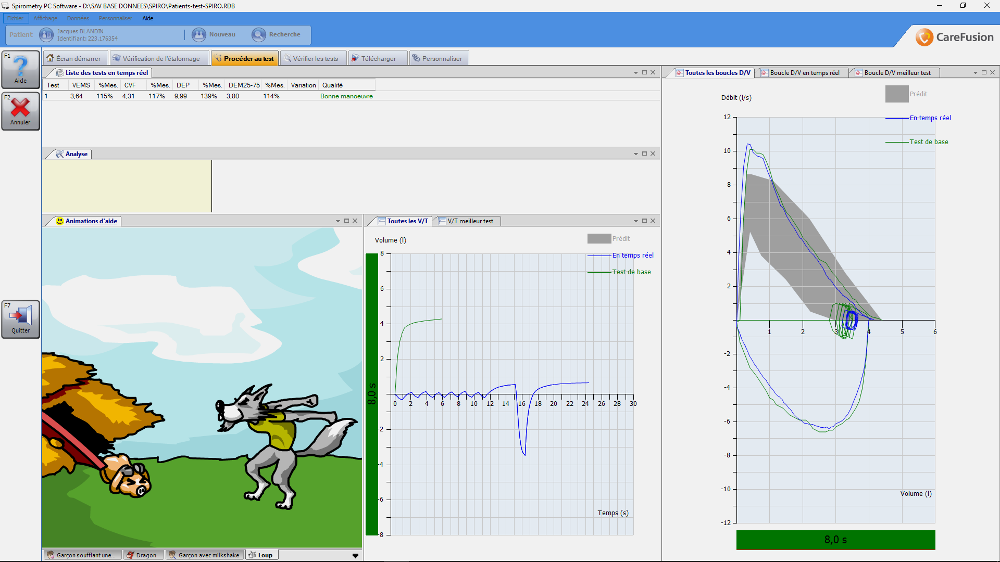 Spirometry PC Software - D:\SAV BASE DONNEES\SPIRO\Patients-test-SPIRO.RDB
Fichier Affichage Données Personnaliser Aide
Patient Jacques BLANDIN Nouveau Recherche
Identifiant: 223.176354
CareFusion
F1
Aide
F2
Annuler
F7
Quitter
Écran démarrer Vérification de l'étalonnage Procéder au test Vérifier les tests Télécharger Personnaliser
Liste des tests en temps réel
Test VEMS %Mes. CVF %Mes. DEP %Mes. DEM25-75 %Mes. Variation Qualité
1 3,64 115% 4,31 117% 9,99 139% 3,80 114% Bonne manoeuvre
Analyse
Animations d'aide
Garçon soufflant une... Dragon Garçon avec milkshake Loup
Toutes les V/T V/T meilleur test
Volume (l)
Prédit
En temps réel
Test de base
8
6
4
2
0 2 4 6 8 10 12 14 16 18 20 22 24 26 28 30
-2
-4
-6
-8
Temps (s)
8,0 s
Toutes les boucles D/V Boucle D/V en temps réel Boucle D/V meilleur test
Débit (l/s)
Prédit
En temps réel
Test de base
12
10
8
6
4
2
1 2 3 4 5 6
-2
-4
-6
-8
-10
-12
Volume (l)
8,0 s